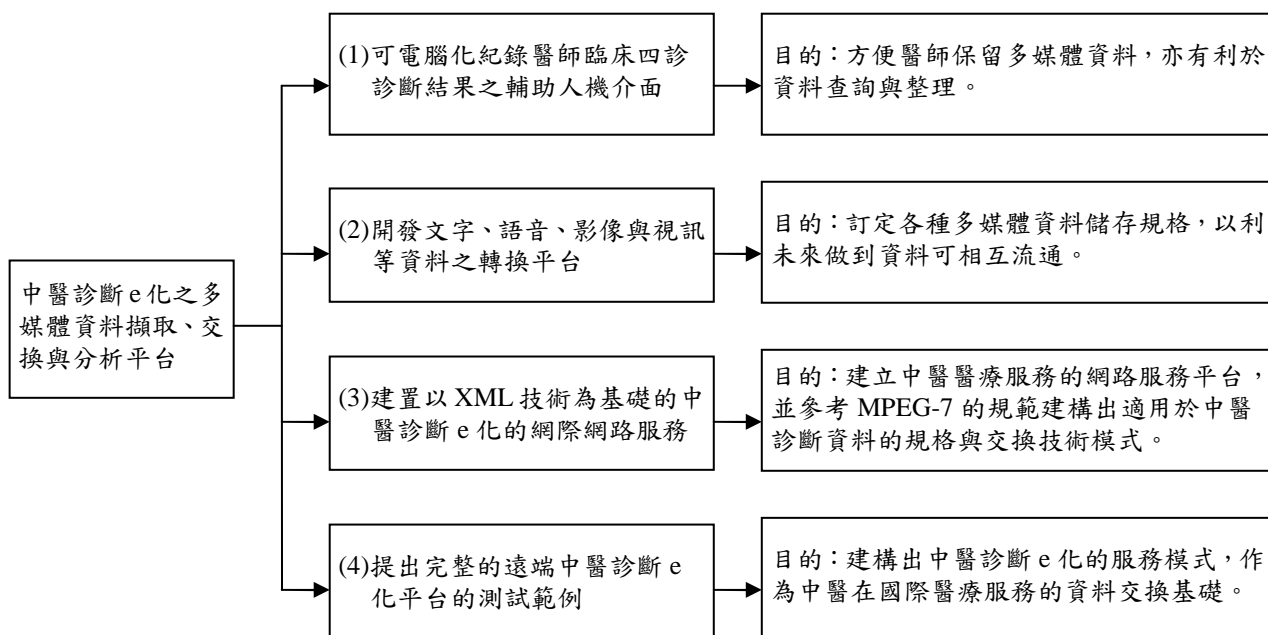 中醫診斷 e 化之多
媒體資料擷取、交
換與分析平台
(1)可電腦化紀錄醫師臨床四診
診斷結果之輔助人機介面
目的：方便醫師保留多媒體資料，亦有利於
資料查詢與整理。
(2)開發文字、語音、影像與視訊
等資料之轉換平台
目的：訂定各種多媒體資料儲存規格，以利
未來做到資料可相互流通。
(3)建置以 XML 技術為基礎的中
醫診斷 e 化的網際網路服務
目的：建立中醫醫療服務的網路服務平台，
並參考 MPEG-7 的規範建構出適用於中醫
診斷資料的規格與交換技術模式。
(4)提出完整的遠端中醫診斷 e
化平台的測試範例
目的：建構出中醫診斷 e 化的服務模式，作
為中醫在國際醫療服務的資料交換基礎。